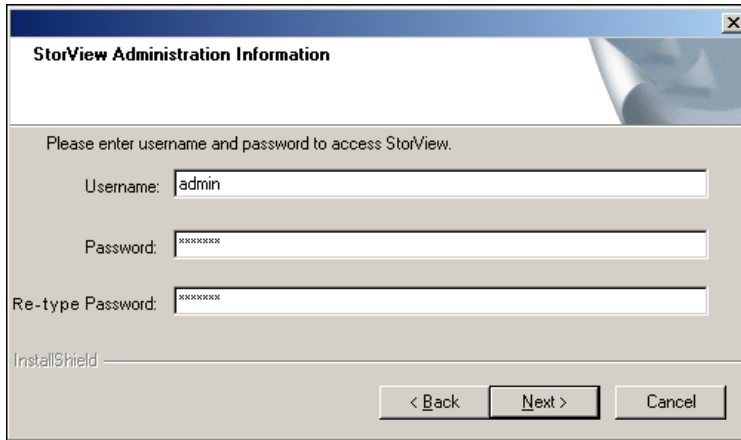 StorView Administration Information
Please enter username and password to access StorView.
Username: admin
Password: *******
Re-type Password: *******
InstallShield
< Back Next > Cancel